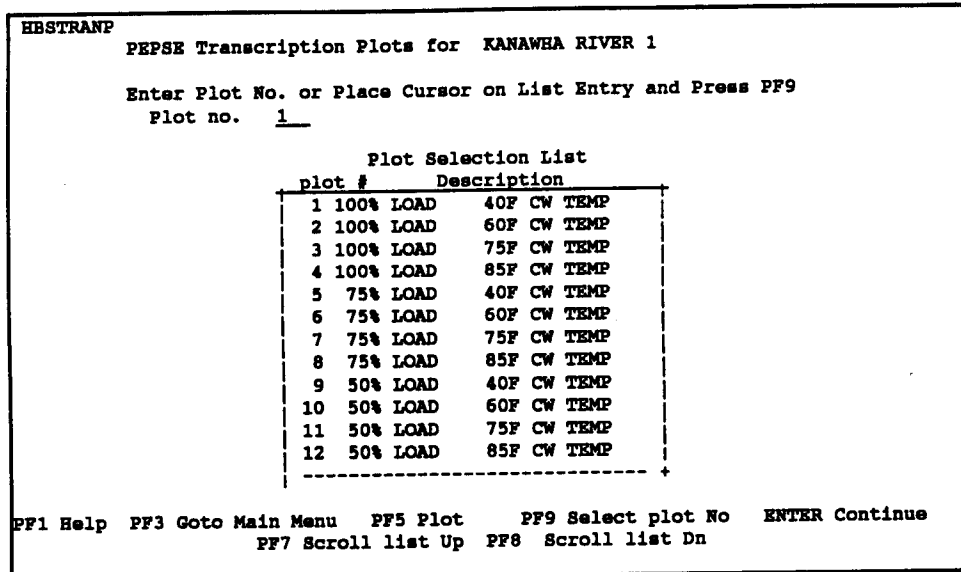 HBSTRANP
PEPSE Transcription Plots for KANAWHA RIVER 1
Enter Plot No. or Place Cursor on List Entry and Press PF9
Plot no. 1
Plot Selection List
plot # Description
1 100% LOAD 40F CW TEMP
2 100% LOAD 60F CW TEMP
3 100% LOAD 75F CW TEMP
4 100% LOAD 85F CW TEMP
5 75% LOAD 40F CW TEMP
6 75% LOAD 60F CW TEMP
7 75% LOAD 75F CW TEMP
8 75% LOAD 85F CW TEMP
9 50% LOAD 40F CW TEMP
10 50% LOAD 60F CW TEMP
11 50% LOAD 75F CW TEMP
12 50% LOAD 85F CW TEMP
PF1 Help PF3 Goto Main Menu PF5 Plot PF9 Select plot No ENTER Continue
PF7 Scroll list Up PF8 Scroll list Dn